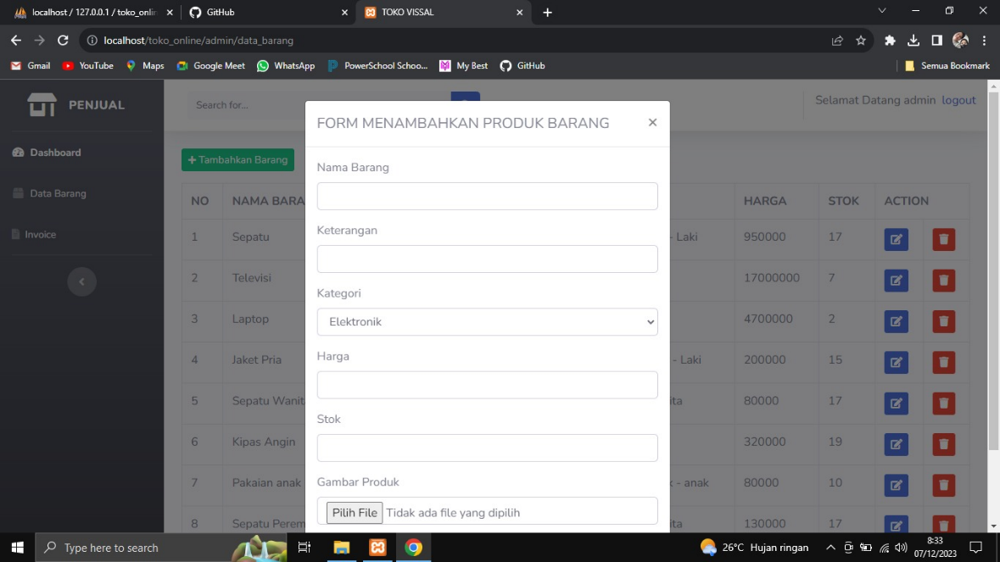 localhost / 127.0.0.1 / toko_onlin
GitHub
TOKO VISSAL
localhost/toko_online/admin/data_barang
Gmail YouTube Maps Google Meet WhatsApp PowerSchool Schoo... My Best GitHub Semua Bookmark
PENJUAL
Search for...
Selamat Datang admin logout
Dashboard
Data Barang
Invoice
+ Tambahkan Barang
FORM MENAMBAHKAN PRODUK BARANG ×
Nama Barang
Keterangan
Kategori
Elektronik
Harga
Stok
Gambar Produk
Pilih File Tidak ada file yang dipilih
NO NAMA BARA HARGA STOK ACTION
1 Sepatu - Laki 950000 17
2 Televisi 17000000 7
3 Laptop 4700000 2
4 Jaket Pria - Laki 200000 15
5 Sepatu Wanit ita 80000 17
6 Kipas Angin 320000 19
7 Pakaian anak - anak 80000 10
8 Sepatu Perem ita 130000 17
Type here to search
26°C Hujan ringan
8:33
07/12/2023